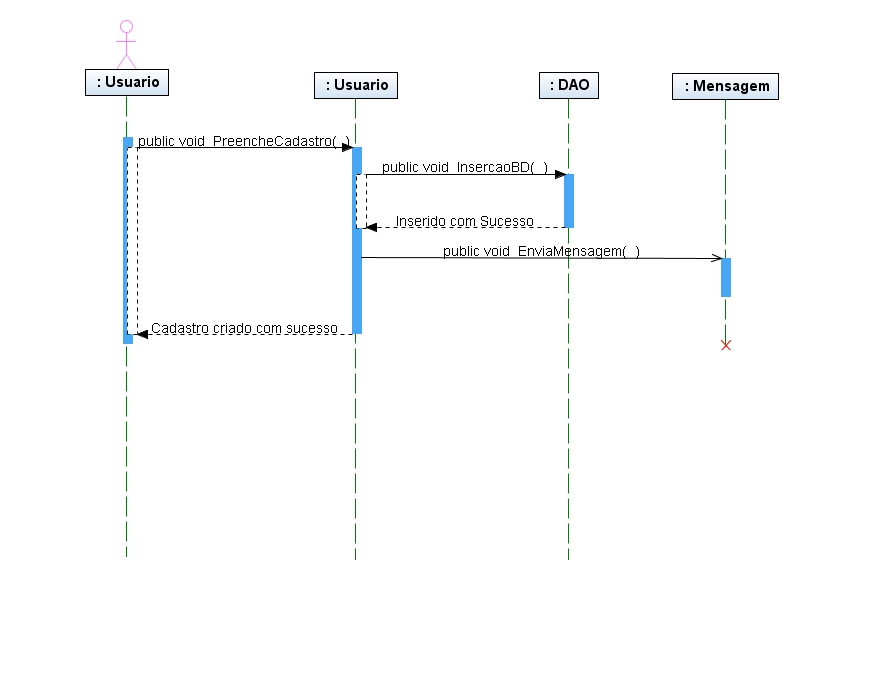 : Usuario
: Usuario
: DAO
: Mensagem
public void PreencheCadastro( )
public void InsercaoBD( )
Inserido com Sucesso
public void EnviaMensagem( )
Cadastro criado com sucesso